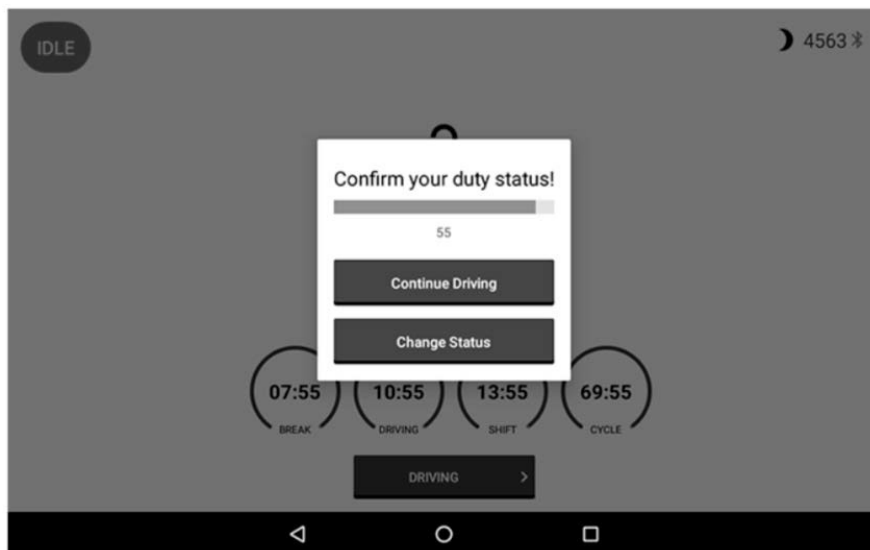 IDLE
4563
Confirm your duty status!
55
Continue Driving
Change Status
07:55 10:55 13:55 69:55
BREAK DRIVING SHIFT CYCLE
DRIVING